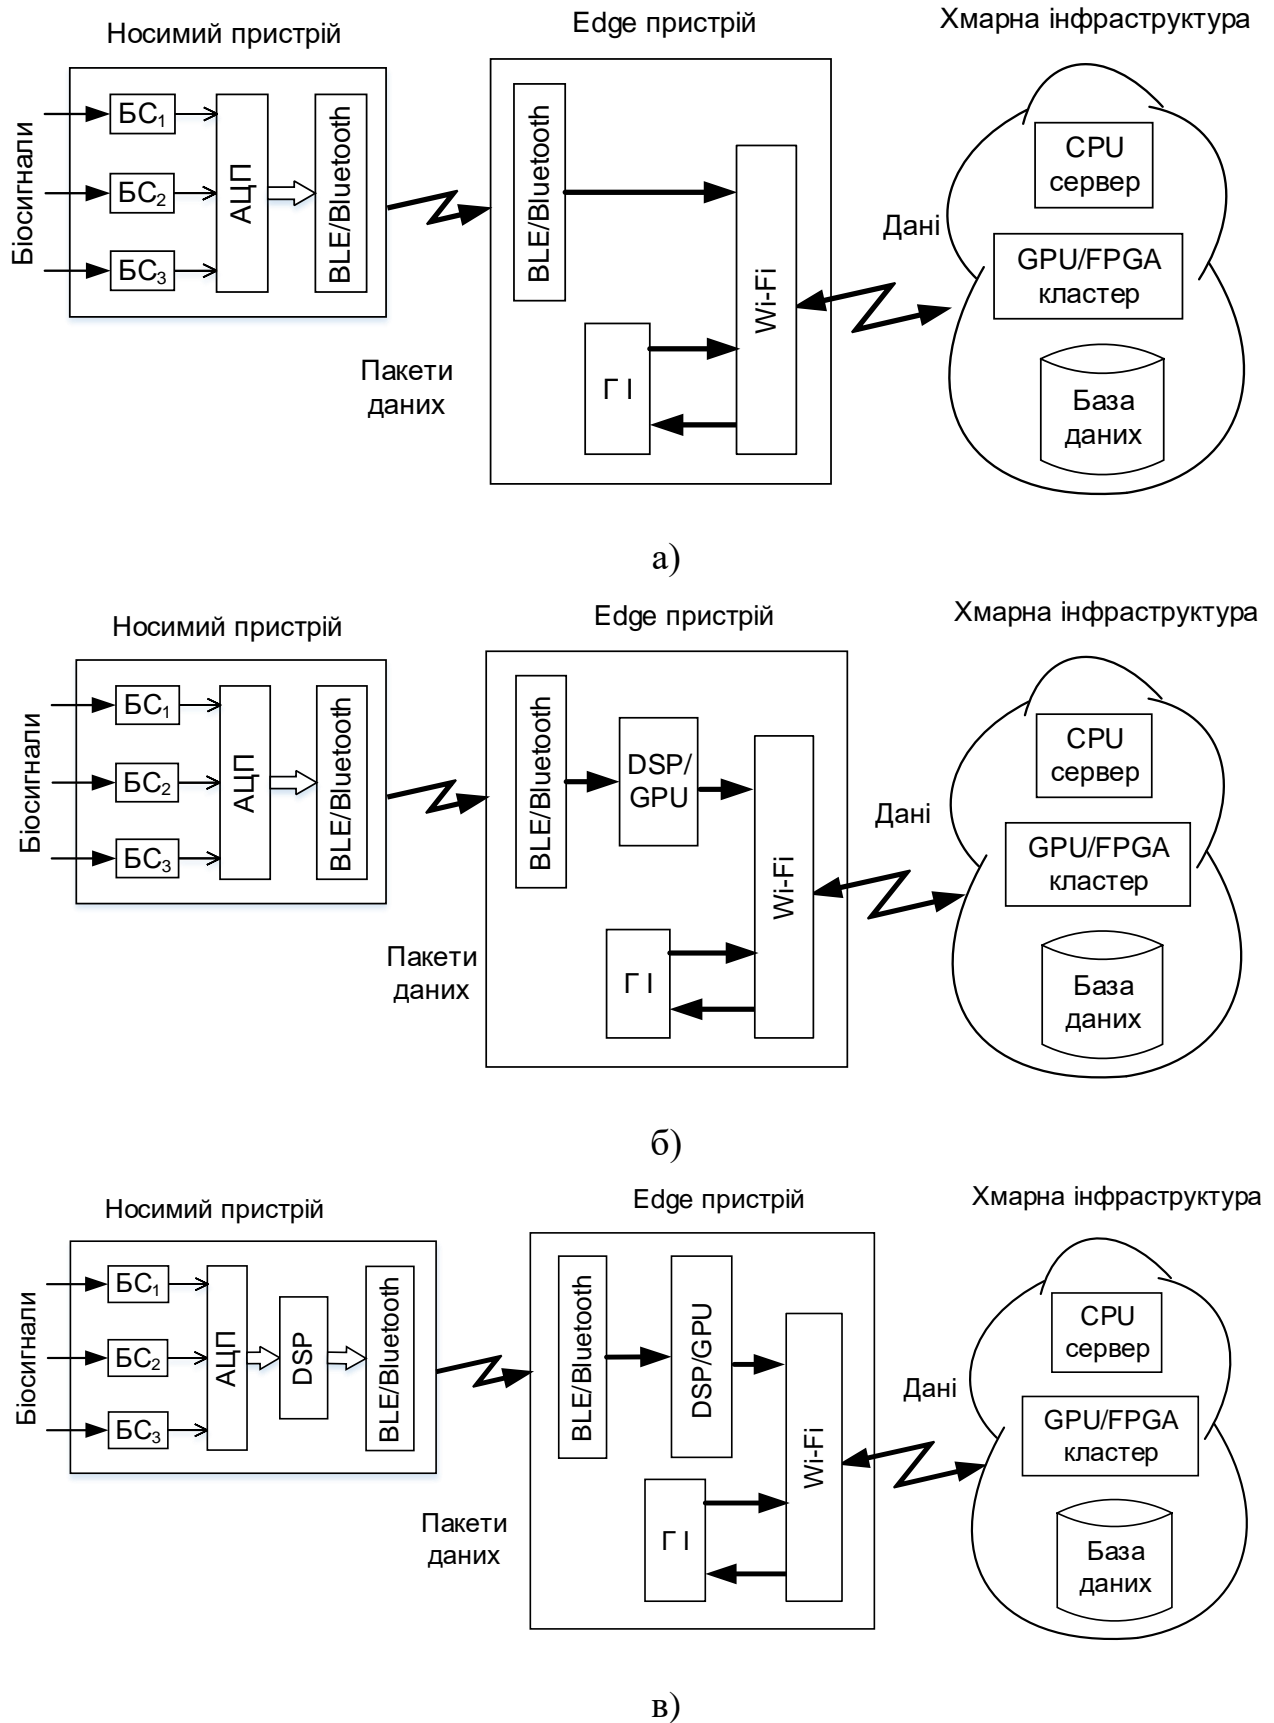 Носимий пристрій
Edge пристрій
Хмарна інфраструктура
Біосигнали
БС1
БС2
БС3
АЦП
BLE/Bluetooth
Пакети
даних
BLE/Bluetooth
Г І
Wi-Fi
Дані
CPU
сервер
GPU/FPGA
кластер
База
даних
а)
Носимий пристрій
Edge пристрій
Хмарна інфраструктура
Біосигнали
БС1
БС2
БС3
АЦП
BLE/Bluetooth
Пакети
даних
BLE/Bluetooth
DSP/
GPU
Г І
Wi-Fi
Дані
CPU
сервер
GPU/FPGA
кластер
База
даних
б)
Носимий пристрій
Edge пристрій
Хмарна інфраструктура
Біосигнали
БС1
БС2
БС3
АЦП
DSP
BLE/Bluetooth
Пакети
даних
BLE/Bluetooth
DSP/GPU
Г І
Wi-Fi
Дані
CPU
сервер
GPU/FPGA
кластер
База
даних
в)